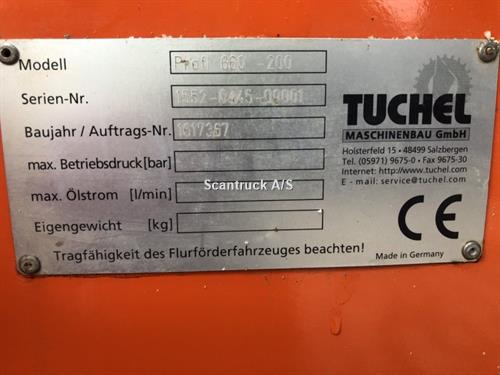 Modell Profi 660 -200
Serien-Nr.
Baujahr / Auftrags-Nr. 1617367
max. Betriebsdruck [bar]
max. Ölstrom [l/min]
Eigengewicht [kg]
Tragfähigkeit des Flurförderfahrzeuges beachten!
TUCHEL
MASCHINENBAU GmbH
Holsterfeld 15 • 48499 Salzbergen
Tel. (05971) 9675-0 • Fax 9675-30
Internet: http://www.tuchel.com
E - mail: service@tuchel.com
CE
Made in Germany
Scantruck A/S